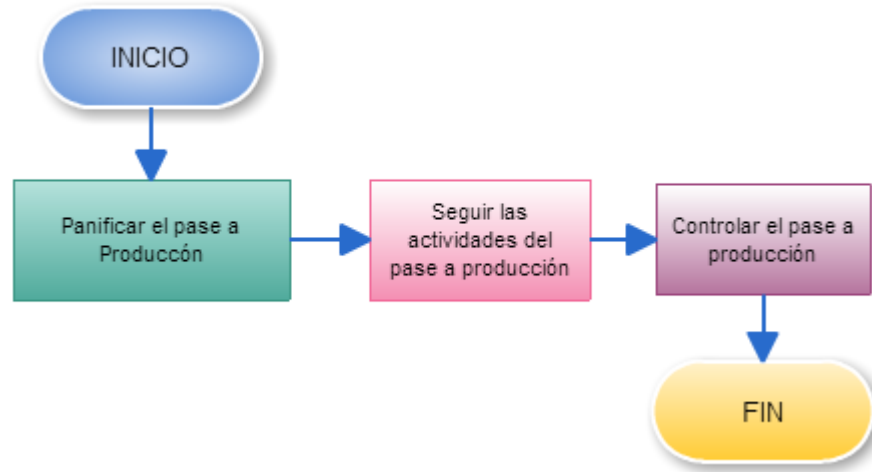 INICIO
Panificar el pase a
Produccón
Seguir las
actividades del
pase a producción
Controlar el pase a
producción
FIN